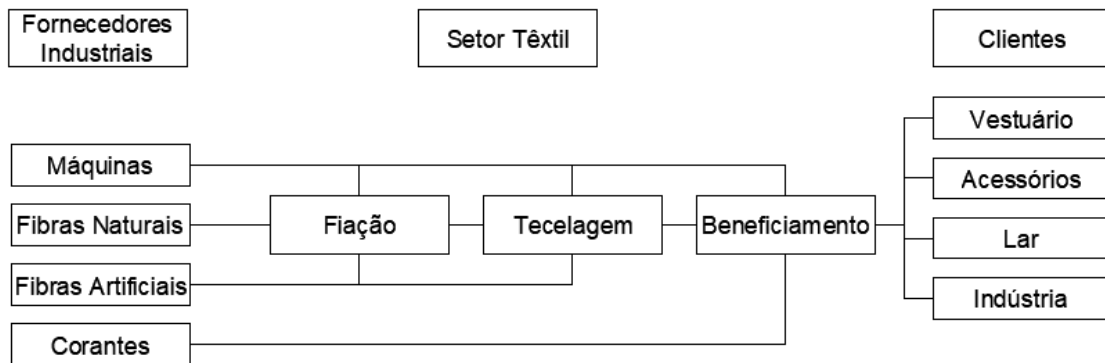 Fornecedores
Industriais
Setor Têxtil
Clientes
Vestuário
Máquinas
Acessórios
Fibras Naturais
Fiação
Tecelagem
Beneficiamento
Lar
Fibras Artificiais
Indústria
Corantes